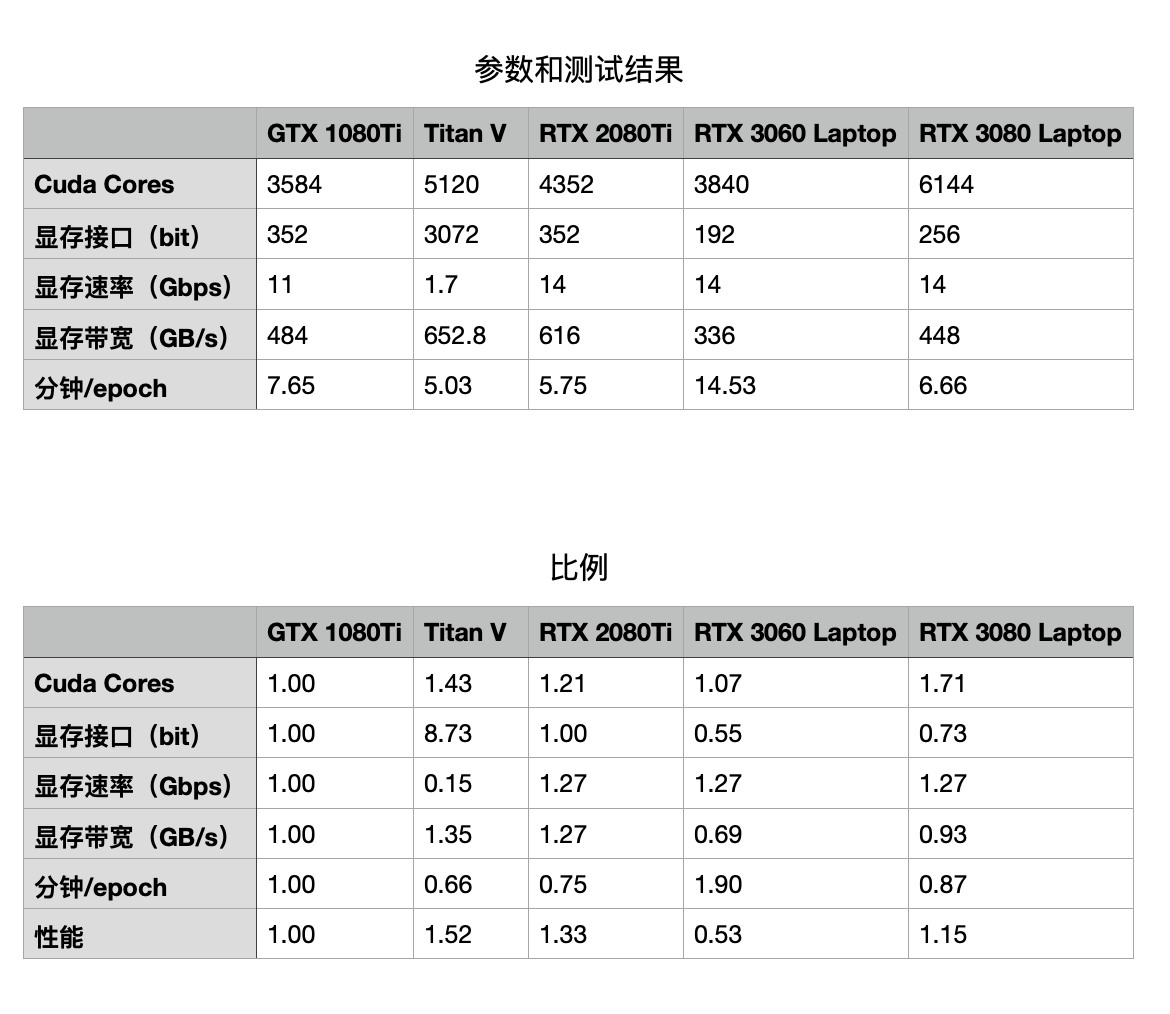 参数和测试结果
GTX 1080Ti Titan V RTX 2080Ti RTX 3060 Laptop RTX 3080 Laptop
Cuda Cores 3584 5120 4352 3840 6144
显存接口（bit） 352 3072 352 192 256
显存速率（Gbps） 11 1.7 14 14 14
显存带宽（GB/s） 484 652.8 616 336 448
分钟/epoch 7.65 5.03 5.75 14.53 6.66
比例
GTX 1080Ti Titan V RTX 2080Ti RTX 3060 Laptop RTX 3080 Laptop
Cuda Cores 1.00 1.43 1.21 1.07 1.71
显存接口（bit） 1.00 8.73 1.00 0.55 0.73
显存速率（Gbps） 1.00 0.15 1.27 1.27 1.27
显存带宽（GB/s） 1.00 1.35 1.27 0.69 0.93
分钟/epoch 1.00 0.66 0.75 1.90 0.87
性能 1.00 1.52 1.33 0.53 1.15